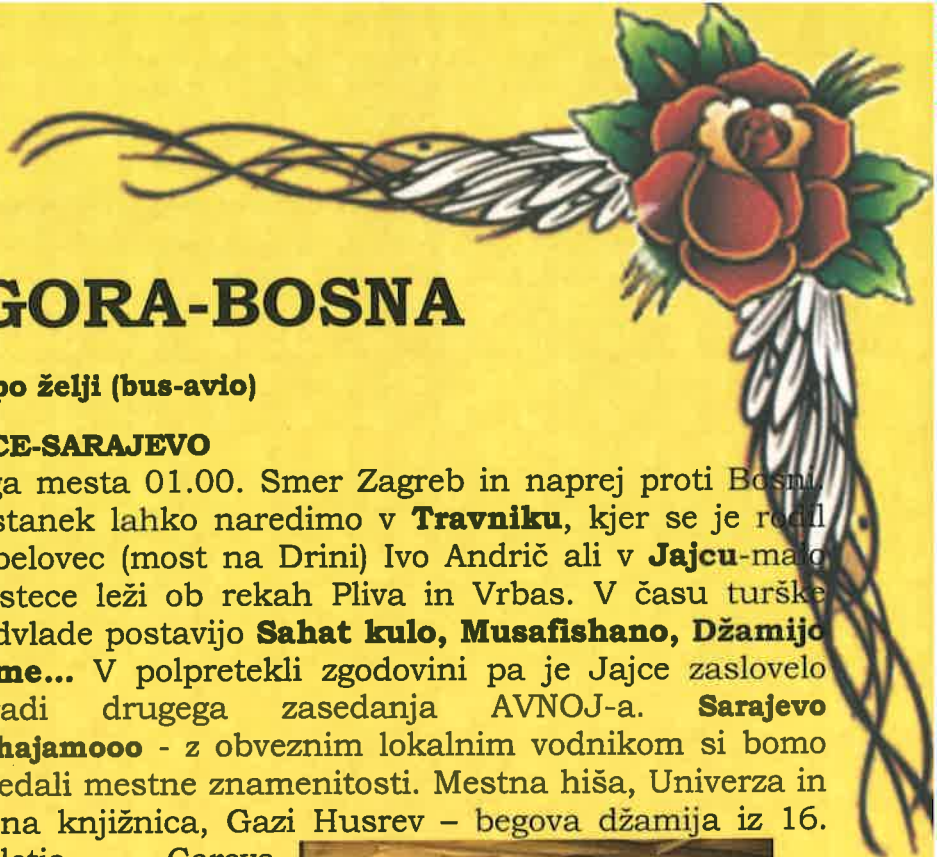 GORA-BOSNA
po želji (bus-avio)
CE-SARAJEVO
ga mesta 01.00. Smer Zagreb in naprej proti Bosni.
stanek lahko naredimo v Travniku, kjer se je rodil
belovec (most na Drini) Ivo Andrič ali v Jajcu-malo
stece leži ob rekah Pliva in Vrbas. V času turške
dvlade postavijo Sahat kulo, Musafishano, Džamijo
me... V polpretekli zgodovini pa je Jajce zaslovelo
adi drugega zasedanja AVNOJ-a. Sarajevo
hajamooo - z obveznim lokalnim vodnikom si bomo
edali mestne znamenitosti. Mestna hiša, Univerza in
na knjižnica, Gazi Husrev – begova džamija iz 16.